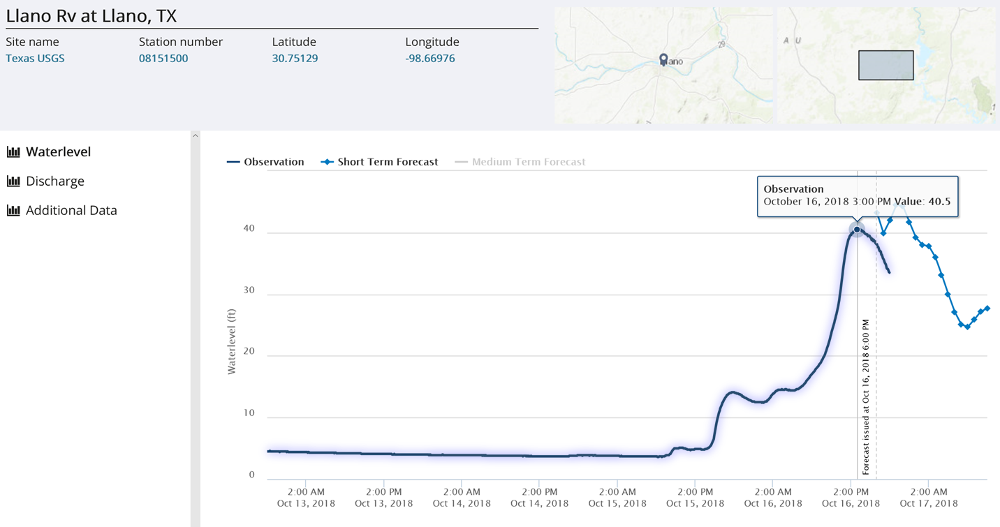 Llano Rv at Llano, TX
Site name Station number Latitude Longitude
Texas USGS 08151500 30.75129 -98.66976
29
Llano
A U
1
Waterlevel
Discharge
Additional Data
Observation Short Term Forecast Medium Term Forecast
Observation
October 16, 2018 3:00 PM Value: 40.5
40
30
20
10
0
Waterlevel (ft)
Forecast issued at Oct 16, 2018 6:00 PM
2:00 AM 2:00 PM 2:00 AM 2:00 PM 2:00 AM 2:00 PM 2:00 AM 2:00 PM 2:00 AM
Oct 13, 2018 Oct 13, 2018 Oct 14, 2018 Oct 14, 2018 Oct 15, 2018 Oct 15, 2018 Oct 16, 2018 Oct 16, 2018 Oct 17, 2018